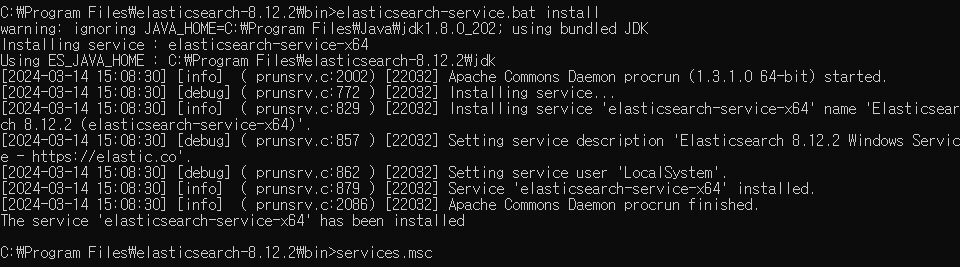 C:₩Program Files₩elasticsearch-8.12.2₩bin>elasticsearch-service.bat install
warning: ignoring JAVA_HOME=C:₩Program Files₩Java₩jdk1.8.0_202; using bundled JDK
Installing service : elasticsearch-service-x64
Using ES_JAVA_HOME : C:₩Program Files₩elasticsearch-8.12.2₩jdk
[2024-03-14 15:08:30] [info]  ( prunsrv.c:2002) [22032] Apache Commons Daemon procrun (1.3.1.0 64-bit) started.
[2024-03-14 15:08:30] [debug] ( prunsrv.c:772 ) [22032] Installing service...
[2024-03-14 15:08:30] [info]  ( prunsrv.c:829 ) [22032] Installing service 'elasticsearch-service-x64' name 'Elasticsear
ch 8.12.2 (elasticsearch-service-x64)'.
[2024-03-14 15:08:30] [debug] ( prunsrv.c:857 ) [22032] Setting service description 'Elasticsearch 8.12.2 Windows Servic
e - https://elastic.co'.
[2024-03-14 15:08:30] [debug] ( prunsrv.c:862 ) [22032] Setting service user 'LocalSystem'.
[2024-03-14 15:08:30] [info]  ( prunsrv.c:879 ) [22032] Service 'elasticsearch-service-x64' installed.
[2024-03-14 15:08:30] [info]  ( prunsrv.c:2086) [22032] Apache Commons Daemon procrun finished.
The service 'elasticsearch-service-x64' has been installed
C:₩Program Files₩elasticsearch-8.12.2₩bin>services.msc